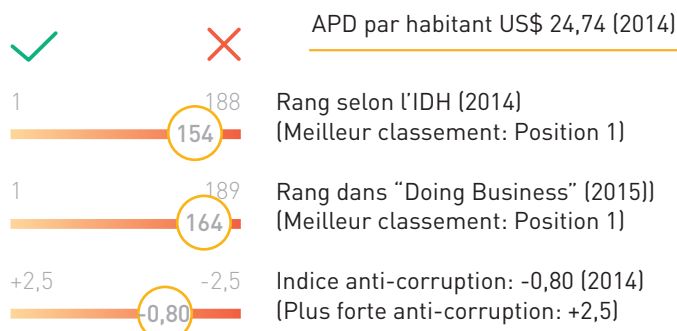 APD par habitant US$ 24,74 (2014)
1 188
154
Rang selon l'IDH (2014)
(Meilleur classement: Position 1)
1 189
164
Rang dans “Doing Business” (2015))
(Meilleur classement: Position 1)
+2,5 -2,5
-0,80
Indice anti-corruption: -0,80 (2014)
(Plus forte anti-corruption: +2,5)